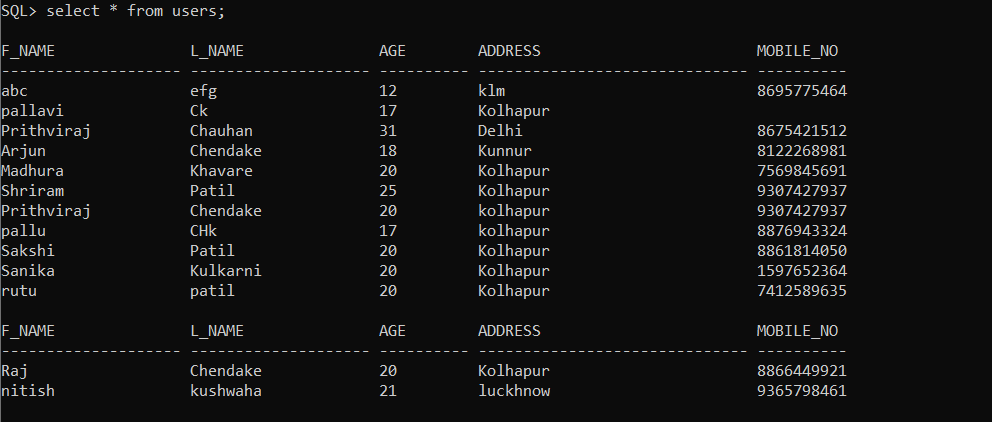 SQL> select * from users;
F_NAME L_NAME AGE ADDRESS MOBILE_NO
-------------------- -------------------- ---------- ------------------------------ ----------
abc efg 12 klm 8695775464
pallavi Ck 17 Kolhapur
Prithviraj Chauhan 31 Delhi 8675421512
Arjun Chendake 18 Kunnur 8122268981
Madhura Khavare 20 Kolhapur 7569845691
Shriram Patil 25 Kolhapur 9307427937
Prithviraj Chendake 20 kolhapur 9307427937
pallu CHk 17 kolhapur 8876943324
Sakshi Patil 20 Kolhapur 8861814050
Sanika Kulkarni 20 Kolhapur 1597652364
rutu patil 20 Kolhapur 7412589635
F_NAME L_NAME AGE ADDRESS MOBILE_NO
-------------------- -------------------- ---------- ------------------------------ ----------
Raj Chendake 20 Kolhapur 8866449921
nitish kushwaha 21 luckhnow 9365798461